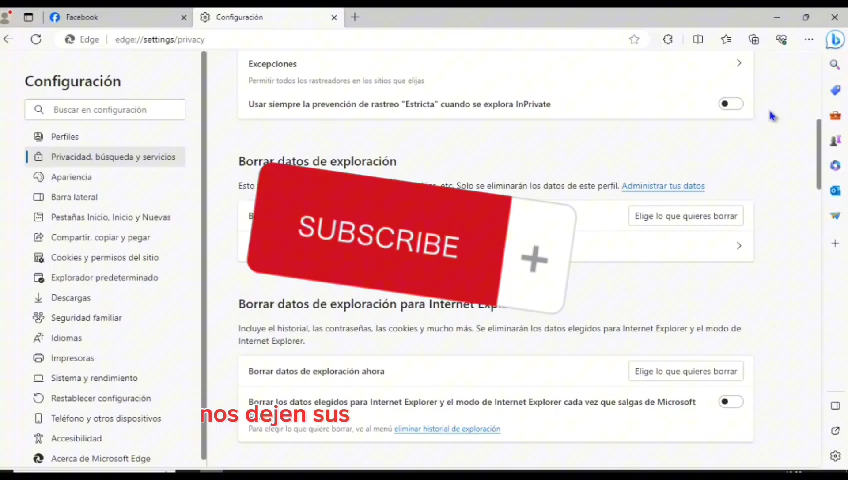 Facebook
Configuración
Edge
edge://settings/privacy
Configuración
Buscar en configuración
Perfiles
Privacidad, búsqueda y servicios
Apariencia
Barra lateral
Pestañas Inicio, Inicio y Nuevas
Compartir, copiar y pegar
Cookies y permisos del sitio
Explorador predeterminado
Descargas
Seguridad familiar
Idiomas
Impresoras
Sistema y rendimiento
Restablecer configuración
Teléfono y otros dispositivos
Accesibilidad
Acerca de Microsoft Edge
Excepciones
Permitir todos los rastreadores en los sitios que elijas
Usar siempre la prevención de rastreo "Estricta" cuando se explora InPrivate
Borrar datos de exploración
Esto etc. Solo se eliminarán los datos de este perfil. Administrar tus datos
Elige lo que quieres borrar
SUBSCRIBE +
Borrar datos de exploración para Internet
Incluye el historial, las contraseñas, las cookies y mucho más. Se eliminarán los datos elegidos para Internet Explorer y el modo de
Internet Explorer.
Borrar datos de exploración ahora
Elige lo que quieres borrar
Borrar los datos elegidos para Internet Explorer y el modo de Internet Explorer cada vez que salgas de Microsoft
nos dejen sus
Para elegir lo que quiere borrar, ve al menú eliminar historial de exploración